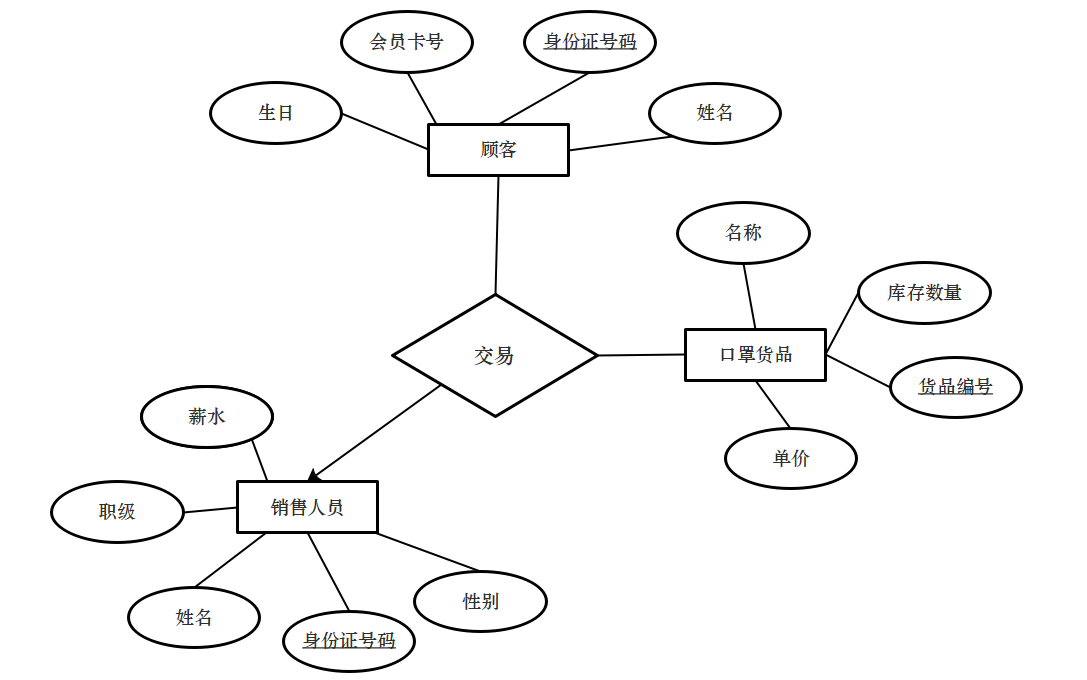 会员卡号
身份证号码
生日
姓名
顾客
名称
库存数量
交易
口罩货品
货品编号
薪水
单价
职级
销售人员
姓名
身份证号码
性别